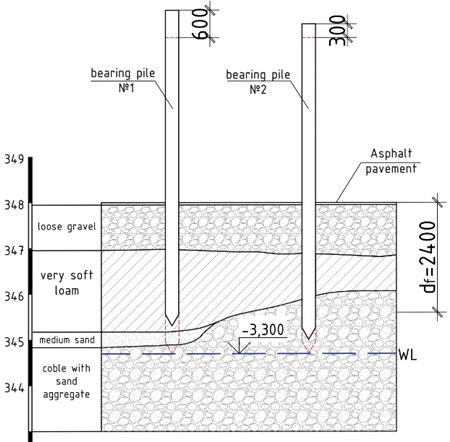 600
300
bearing pile
№1
bearing pile
№2
349
Asphalt
pavement
348
loose gravel
347
very soft
loam
df=2400
346
345
medium sand
-3,300
WL
coble with
sand
aggregate
344